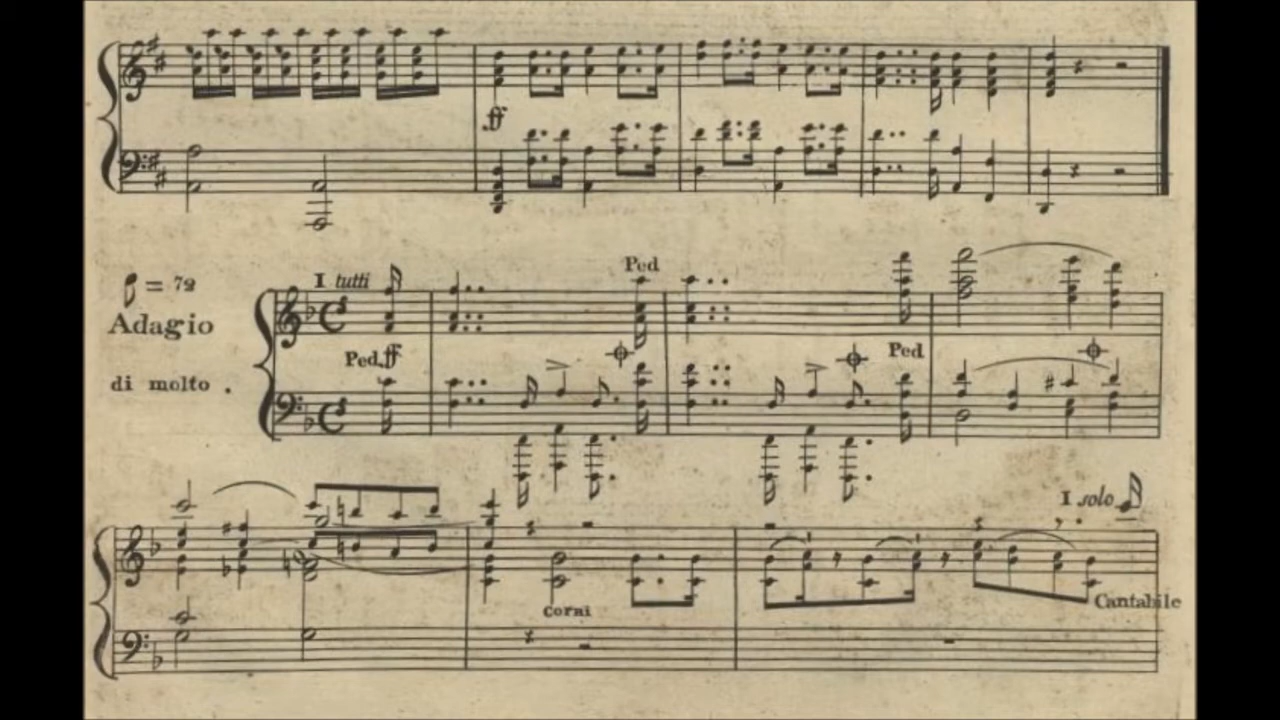 ff
I tutti
Ped
♪ = 72
Adagio
Ped ff
Ped
di molto .
I solo
Corni
Cantabile